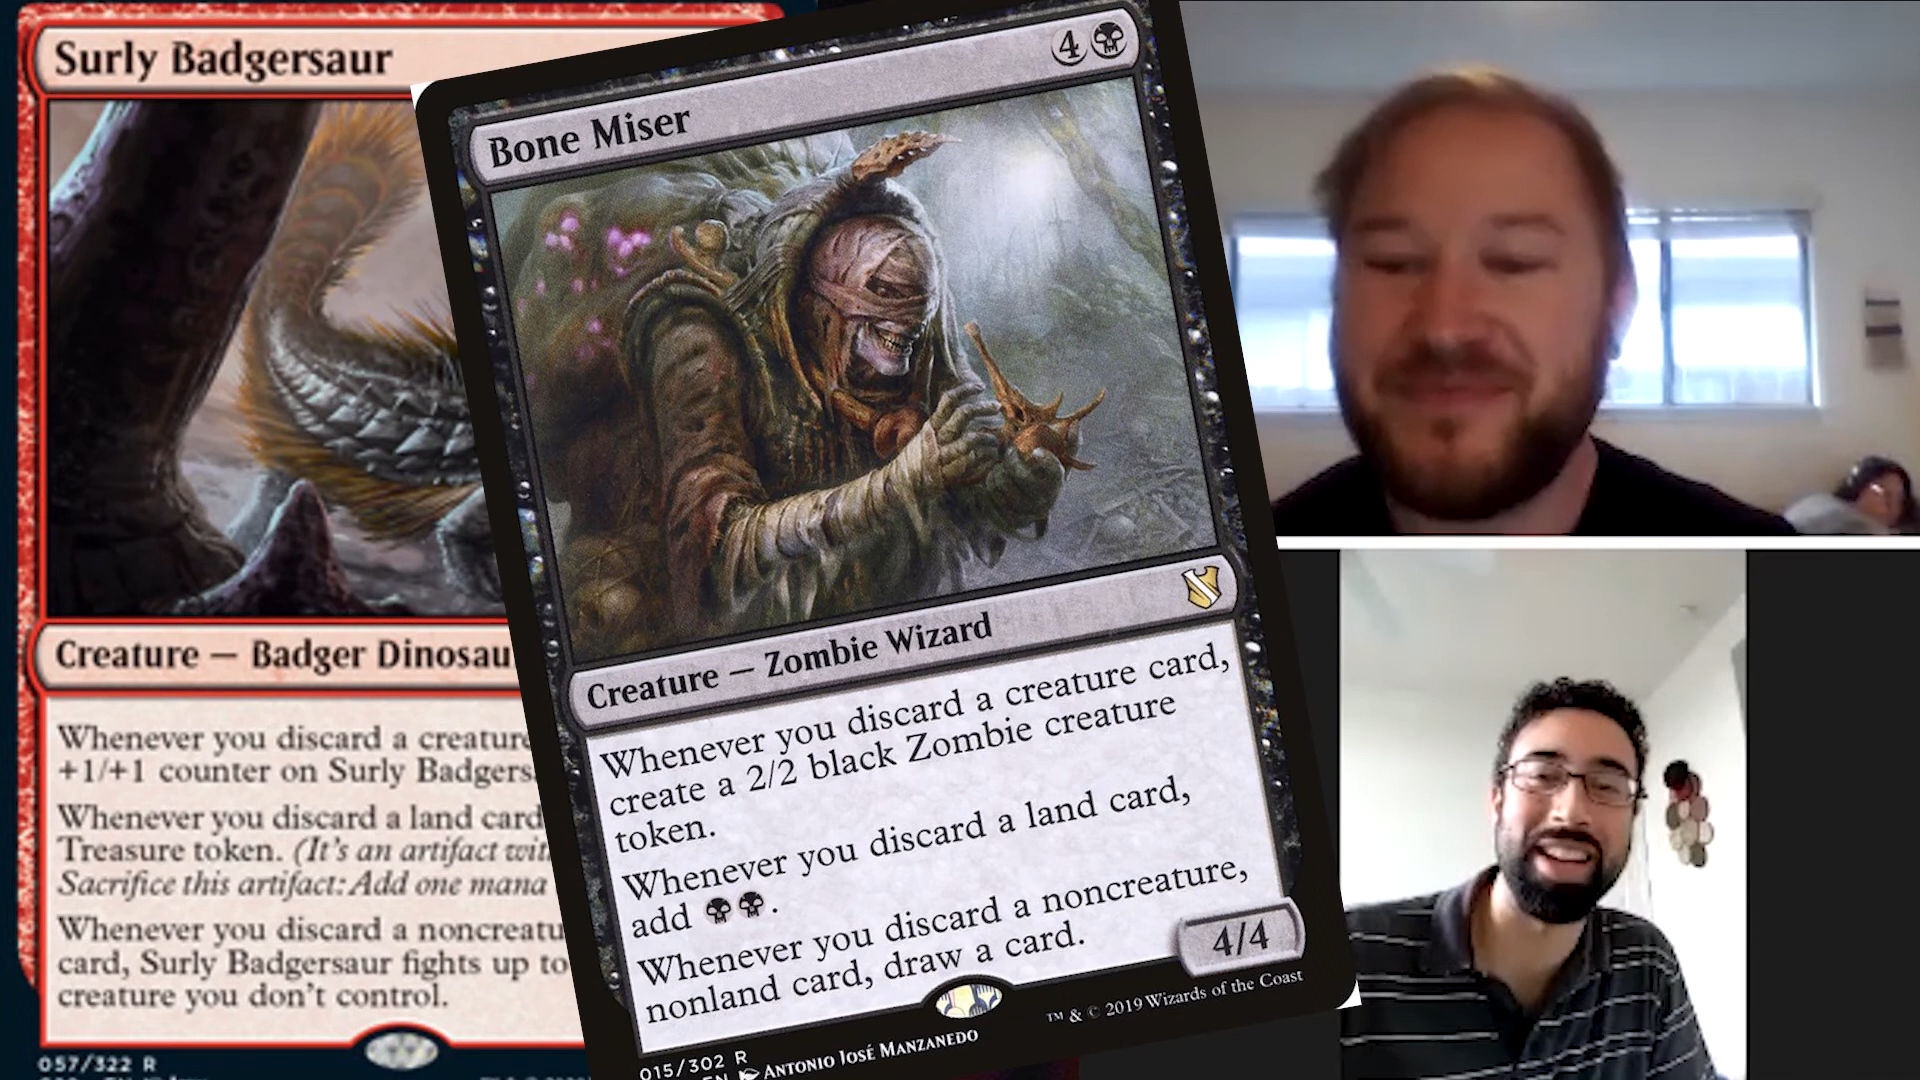 Surly Badgersaur
Creature — Badger Dinosau
Whenever you discard a creature
+1/+1 counter on Surly Badgers
Whenever you discard a land card
Treasure token. (It's an artifact wit
Sacrifice this artifact: Add one mana
Whenever you discard a noncreatu
card, Surly Badgersaur fights up to
creature you don't control.
057/322 R
4
Bone Miser
Creature — Zombie Wizard
Whenever you discard a creature card,
create a 2/2 black Zombie creature
token.
Whenever you discard a land card,
add
.
Whenever you discard a noncreature,
nonland card, draw a card.
4/4
015/302 R
EN ANTONIO JOSÉ MANZANEDO
™ & © 2019 Wizards of the Coast